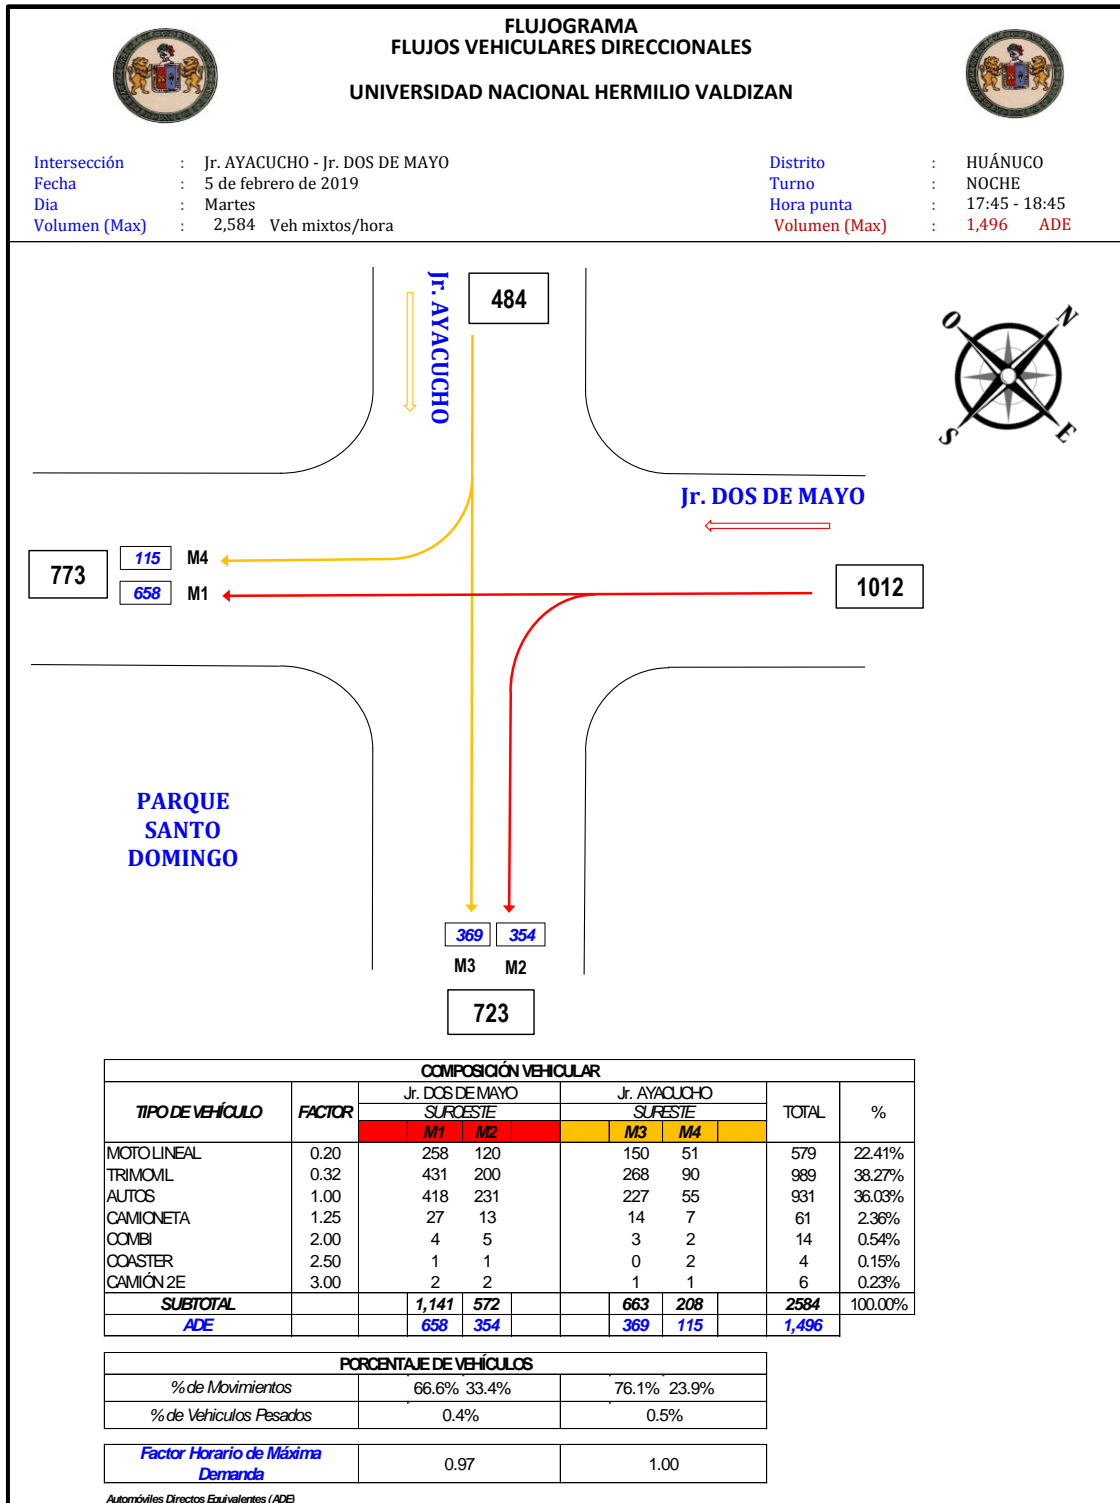 FLUJOGRAMA
FLUJOS VEHICULARES DIRECCIONALES
UNIVERSIDAD NACIONAL HERMILIO VALDIZAN
Intersección : Jr. AYACUCHO - Jr. DOS DE MAYO
Fecha : 5 de febrero de 2019
Dia : Martes
Volumen (Max) : 2,584 Veh mixtos/hora
Distrito : HUÁNUCO
Turno : NOCHE
Hora punta : 17:45 - 18:45
Volumen (Max) : 1,496 ADE
Jr. AYACUCHO
484
O N
S E
Jr. DOS DE MAYO
773
115 M4
658 M1
1012
PARQUE
SANTO
DOMINGO
369 354
M3 M2
723
COMPOSICIÓN VEHICULAR
TIPO DE VEHÍCULO FACTOR Jr. DOS DE MAYO Jr. AYACUCHO TOTAL %
SUROESTE SURESTE
M1 M2 M3 M4
MOTO LINEAL 0.20 258 120 150 51 579 22.41%
TRIMOVIL 0.32 431 200 268 90 989 38.27%
AUTOS 1.00 418 231 227 55 931 36.03%
CAMIONETA 1.25 27 13 14 7 61 2.36%
COMBI 2.00 4 5 3 2 14 0.54%
COASTER 2.50 1 1 0 2 4 0.15%
CAMIÓN 2E 3.00 2 2 1 1 6 0.23%
SUBTOTAL 1,141 572 663 208 2584 100.00%
ADE 658 354 369 115 1,496
PORCENTAJE DE VEHÍCULOS
% de Movimientos 66.6% 33.4% 76.1% 23.9%
% de Vehiculos Pesados 0.4% 0.5%
Factor Horario de Máxima
Demanda 0.97 1.00
Automóviles Directos Equivalentes (ADE)